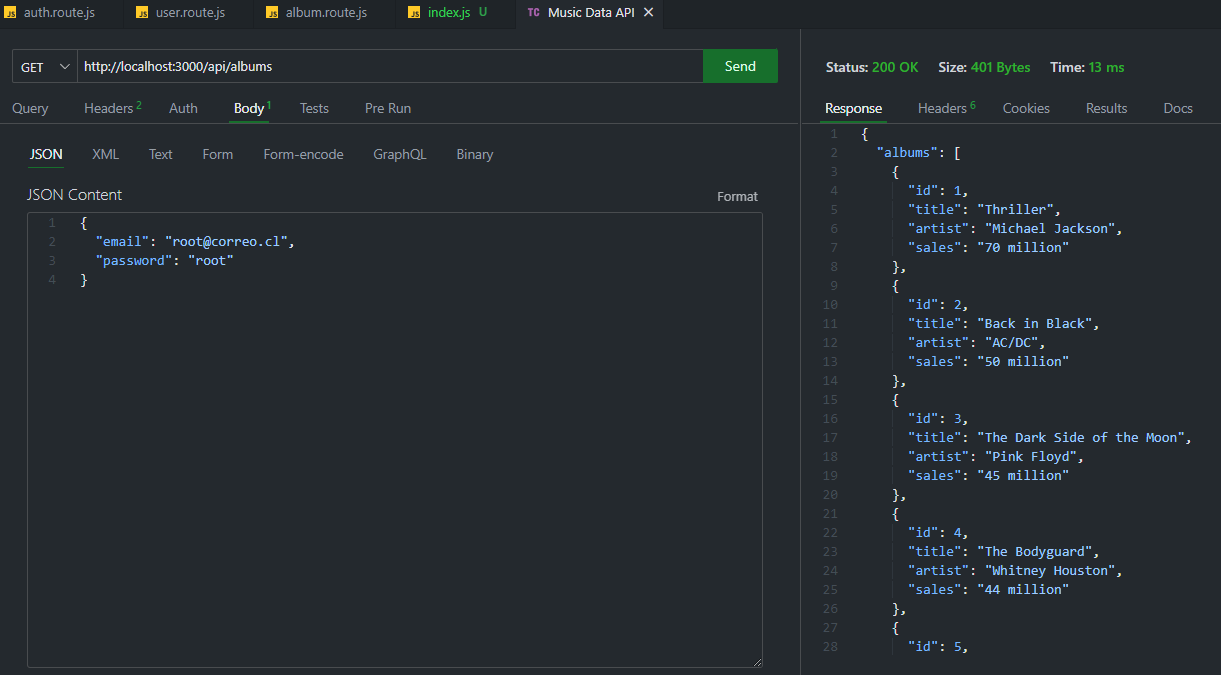 JS auth.route.js JS user.route.js JS album.route.js JS index.js U TC Music Data API ✕
GET http://localhost:3000/api/albums Send
Query Headers 2 Auth Body 1 Tests Pre Run
JSON XML Text Form Form-encode GraphQL Binary
JSON Content Format
1 {
2 "email": "root@correo.cl",
3 "password": "root"
4 }
Status: 200 OK Size: 401 Bytes Time: 13 ms
Response Headers 6 Cookies Results Docs
1 {
2 "albums": [
3 {
4 "id": 1,
5 "title": "Thriller",
6 "artist": "Michael Jackson",
7 "sales": "70 million"
8 },
9 {
10 "id": 2,
11 "title": "Back in Black",
12 "artist": "AC/DC",
13 "sales": "50 million"
14 },
15 {
16 "id": 3,
17 "title": "The Dark Side of the Moon",
18 "artist": "Pink Floyd",
19 "sales": "45 million"
20 },
21 {
22 "id": 4,
23 "title": "The Bodyguard",
24 "artist": "Whitney Houston",
25 "sales": "44 million"
26 },
27 {
28 "id": 5,